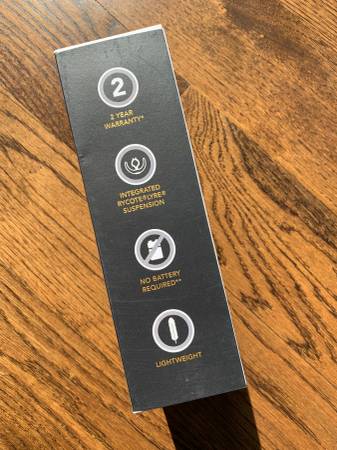 2
2 YEAR
WARRANTY*
INTEGRATED
RYCOTE®LYRE®
SUSPENSION
NO BATTERY
REQUIRED**
LIGHTWEIGHT